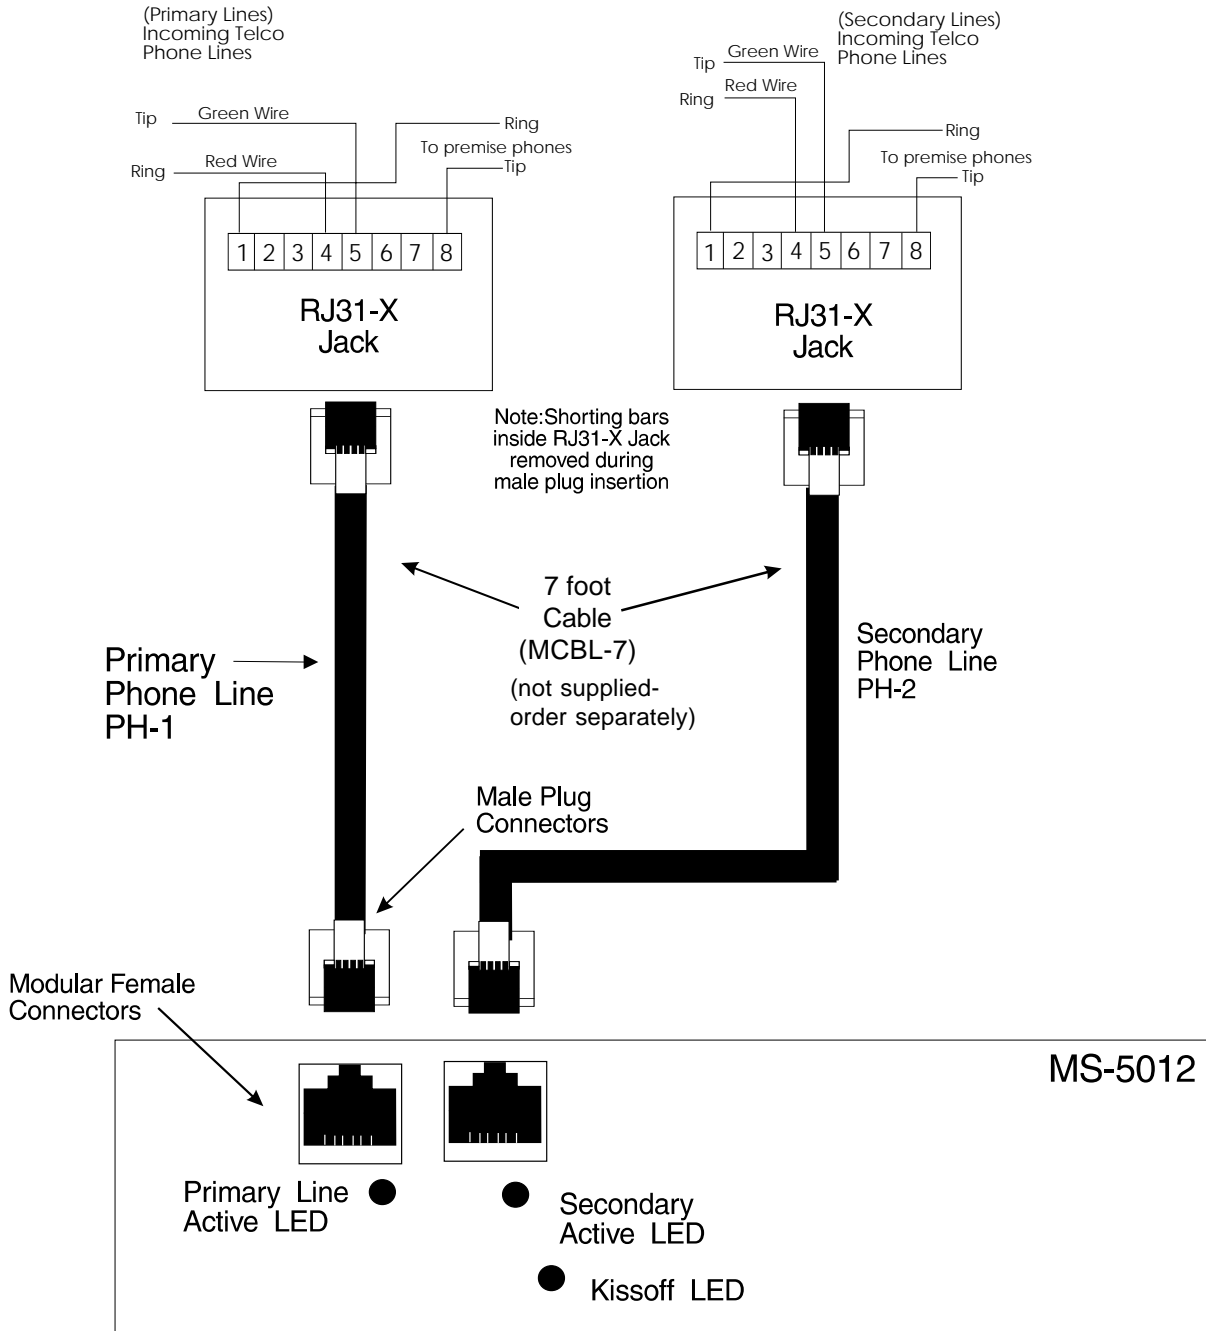 (Primary Lines)
Incoming Telco
Phone Lines
(Secondary Lines)
Incoming Telco
Phone Lines
Tip
Green Wire
Ring
Red Wire
Ring
To premise phones
Tip
Tip
Green Wire
Ring
Red Wire
Ring
To premise phones
Tip
1 2 3 4 5 6 7 8
RJ31-X
Jack
1 2 3 4 5 6 7 8
RJ31-X
Jack
Note:Shorting bars
inside RJ31-X Jack
removed during
male plug insertion
7 foot
Cable
(MCBL-7)
(not supplied-
order separately)
Primary
Phone Line
PH-1
Secondary
Phone Line
PH-2
Male Plug
Connectors
Modular Female
Connectors
MS-5012
Primary Line
Active LED
Secondary
Active LED
Kissoff LED